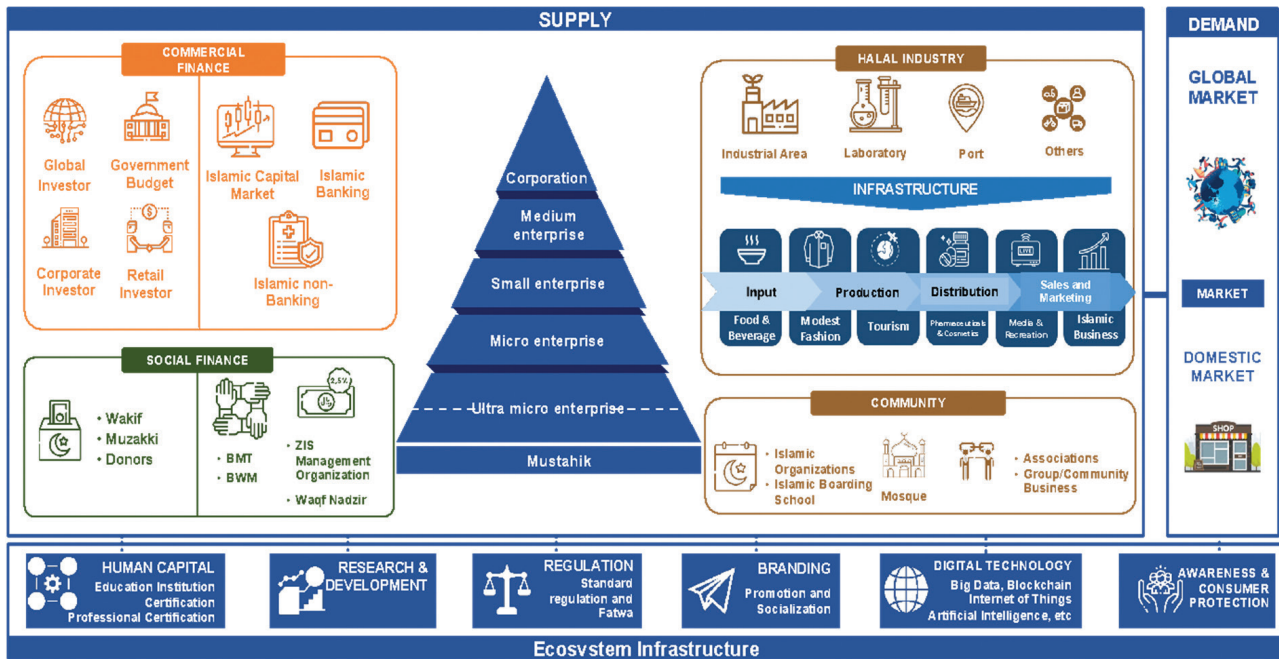 SUPPLY
COMMERCIAL
FINANCE
Global
Investor
Government
Budget
Islamic Capital
Market
Islamic
Banking
Corporate
Investor
Retail
Investor
Islamic non-
Banking
SOCIAL FINANCE
• Wakif
• Muzakki
• Donors
• BMT
• BWM
2,5%
• ZIS
Management
Organization
• Waqf Nadzir
Corporation
Medium
enterprise
Small enterprise
Micro enterprise
Ultra micro enterprise
Mustahik
HALAL INDUSTRY
Industrial Area
Laboratory
Port
Others
INFRASTRUCTURE
LIVE
Input
Production
Distribution
Sales and
Marketing
Food &
Beverage
Modest
Fashion
Tourism
Pharmaceuticals
& Cosmetics
Media &
Recreation
Islamic
Business
COMMUNITY
• Islamic
Organizations
• Islamic Boarding
School
Mosque
• Associations
• Group/Community
Business
DEMAND
GLOBAL
MARKET
MARKET
DOMESTIC
MARKET
SHOP
HUMAN CAPITAL
Education Institution
Certification
Professional Certification
RESEARCH &
DEVELOPMENT
REGULATION
Standard
regulation and
Fatwa
BRANDING
Promotion and
Socialization
DIGITAL TECHNOLOGY
Big Data, Blockchain
Internet of Things
Artificial Intelligence, etc
AWARENESS &
CONSUMER
PROTECTION
Ecosystem Infrastructure